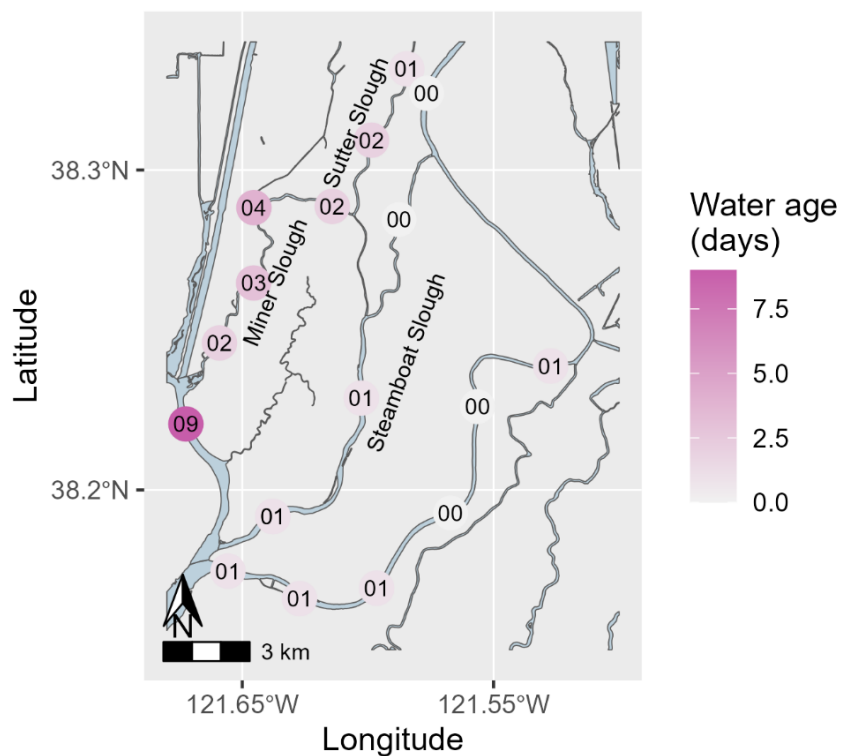 01
00
Sutter Slough
02
38.3°N
04
02
00
Water age
(days)
03
Miner Slough
7.5
02
5.0
Latitude
01
Steamboat Slough
01
00
2.5
09
0.0
38.2°N
01
00
01
01
01
N
3 km
121.65°W
121.55°W
Longitude